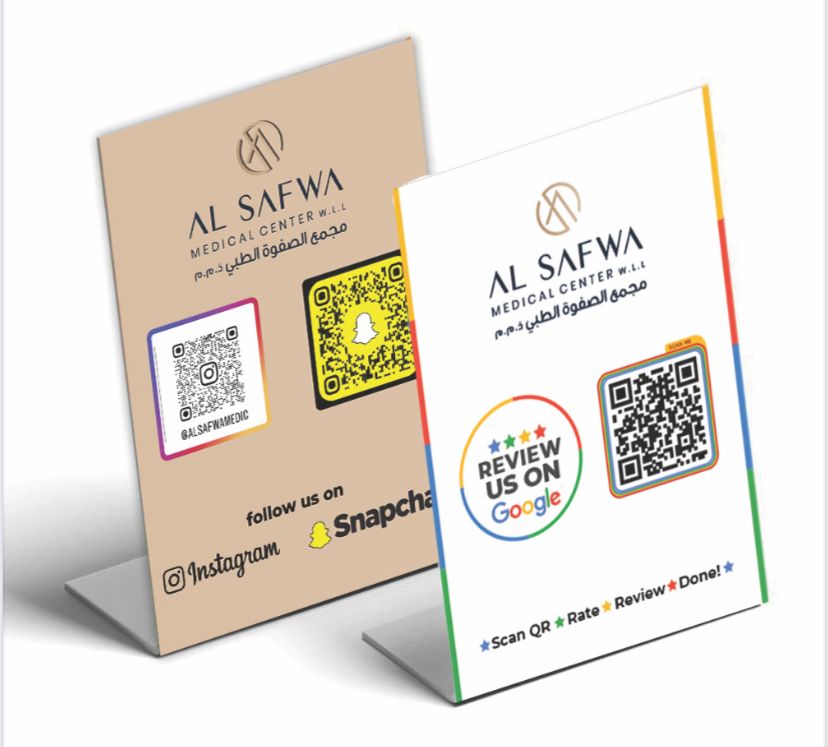 AL SAFWA
MEDICAL CENTER W.L.L
مجمع الصفوة الطبي ذ.م.م
@ALSAFWAMEDIC
follow us on
Instagram
Snapcha
AL SAFWA
MEDICAL CENTER W.L.L
مجمع الصفوة الطبي ذ.م.م
SCAN ME
REVIEW
US ON
Google
Scan QR Rate Review Done!